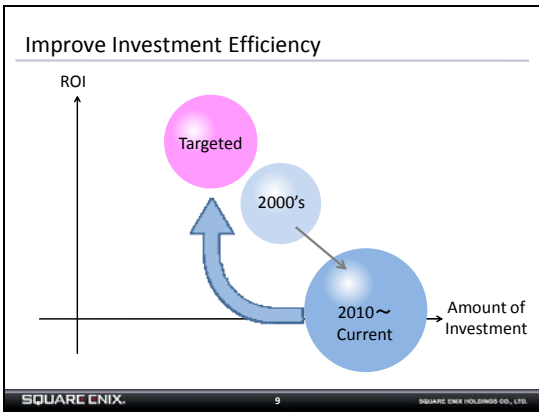 Improve Investment Efficiency
ROI
Targeted
2000's
2010～
Current
Amount of
Investment
SQUARE ENIX.
9
SQUARE ENIX HOLDINGS CO., LTD.